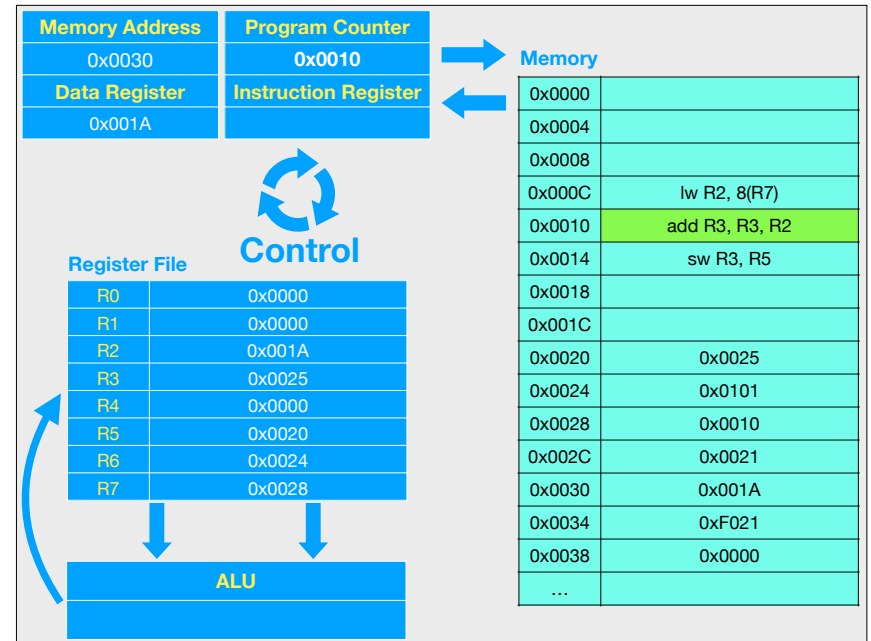 Memory Address Program Counter
0x0030 0x0010
Data Register Instruction Register
0x001A
Control
Register File
R0 0x0000
R1 0x0000
R2 0x001A
R3 0x0025
R4 0x0000
R5 0x0020
R6 0x0024
R7 0x0028
ALU
Memory
0x0000
0x0004
0x0008
0x000C lw R2, 8(R7)
0x0010 add R3, R3, R2
0x0014 sw R3, R5
0x0018
0x001C
0x0020 0x0025
0x0024 0x0101
0x0028 0x0010
0x002C 0x0021
0x0030 0x001A
0x0034 0xF021
0x0038 0x0000
…